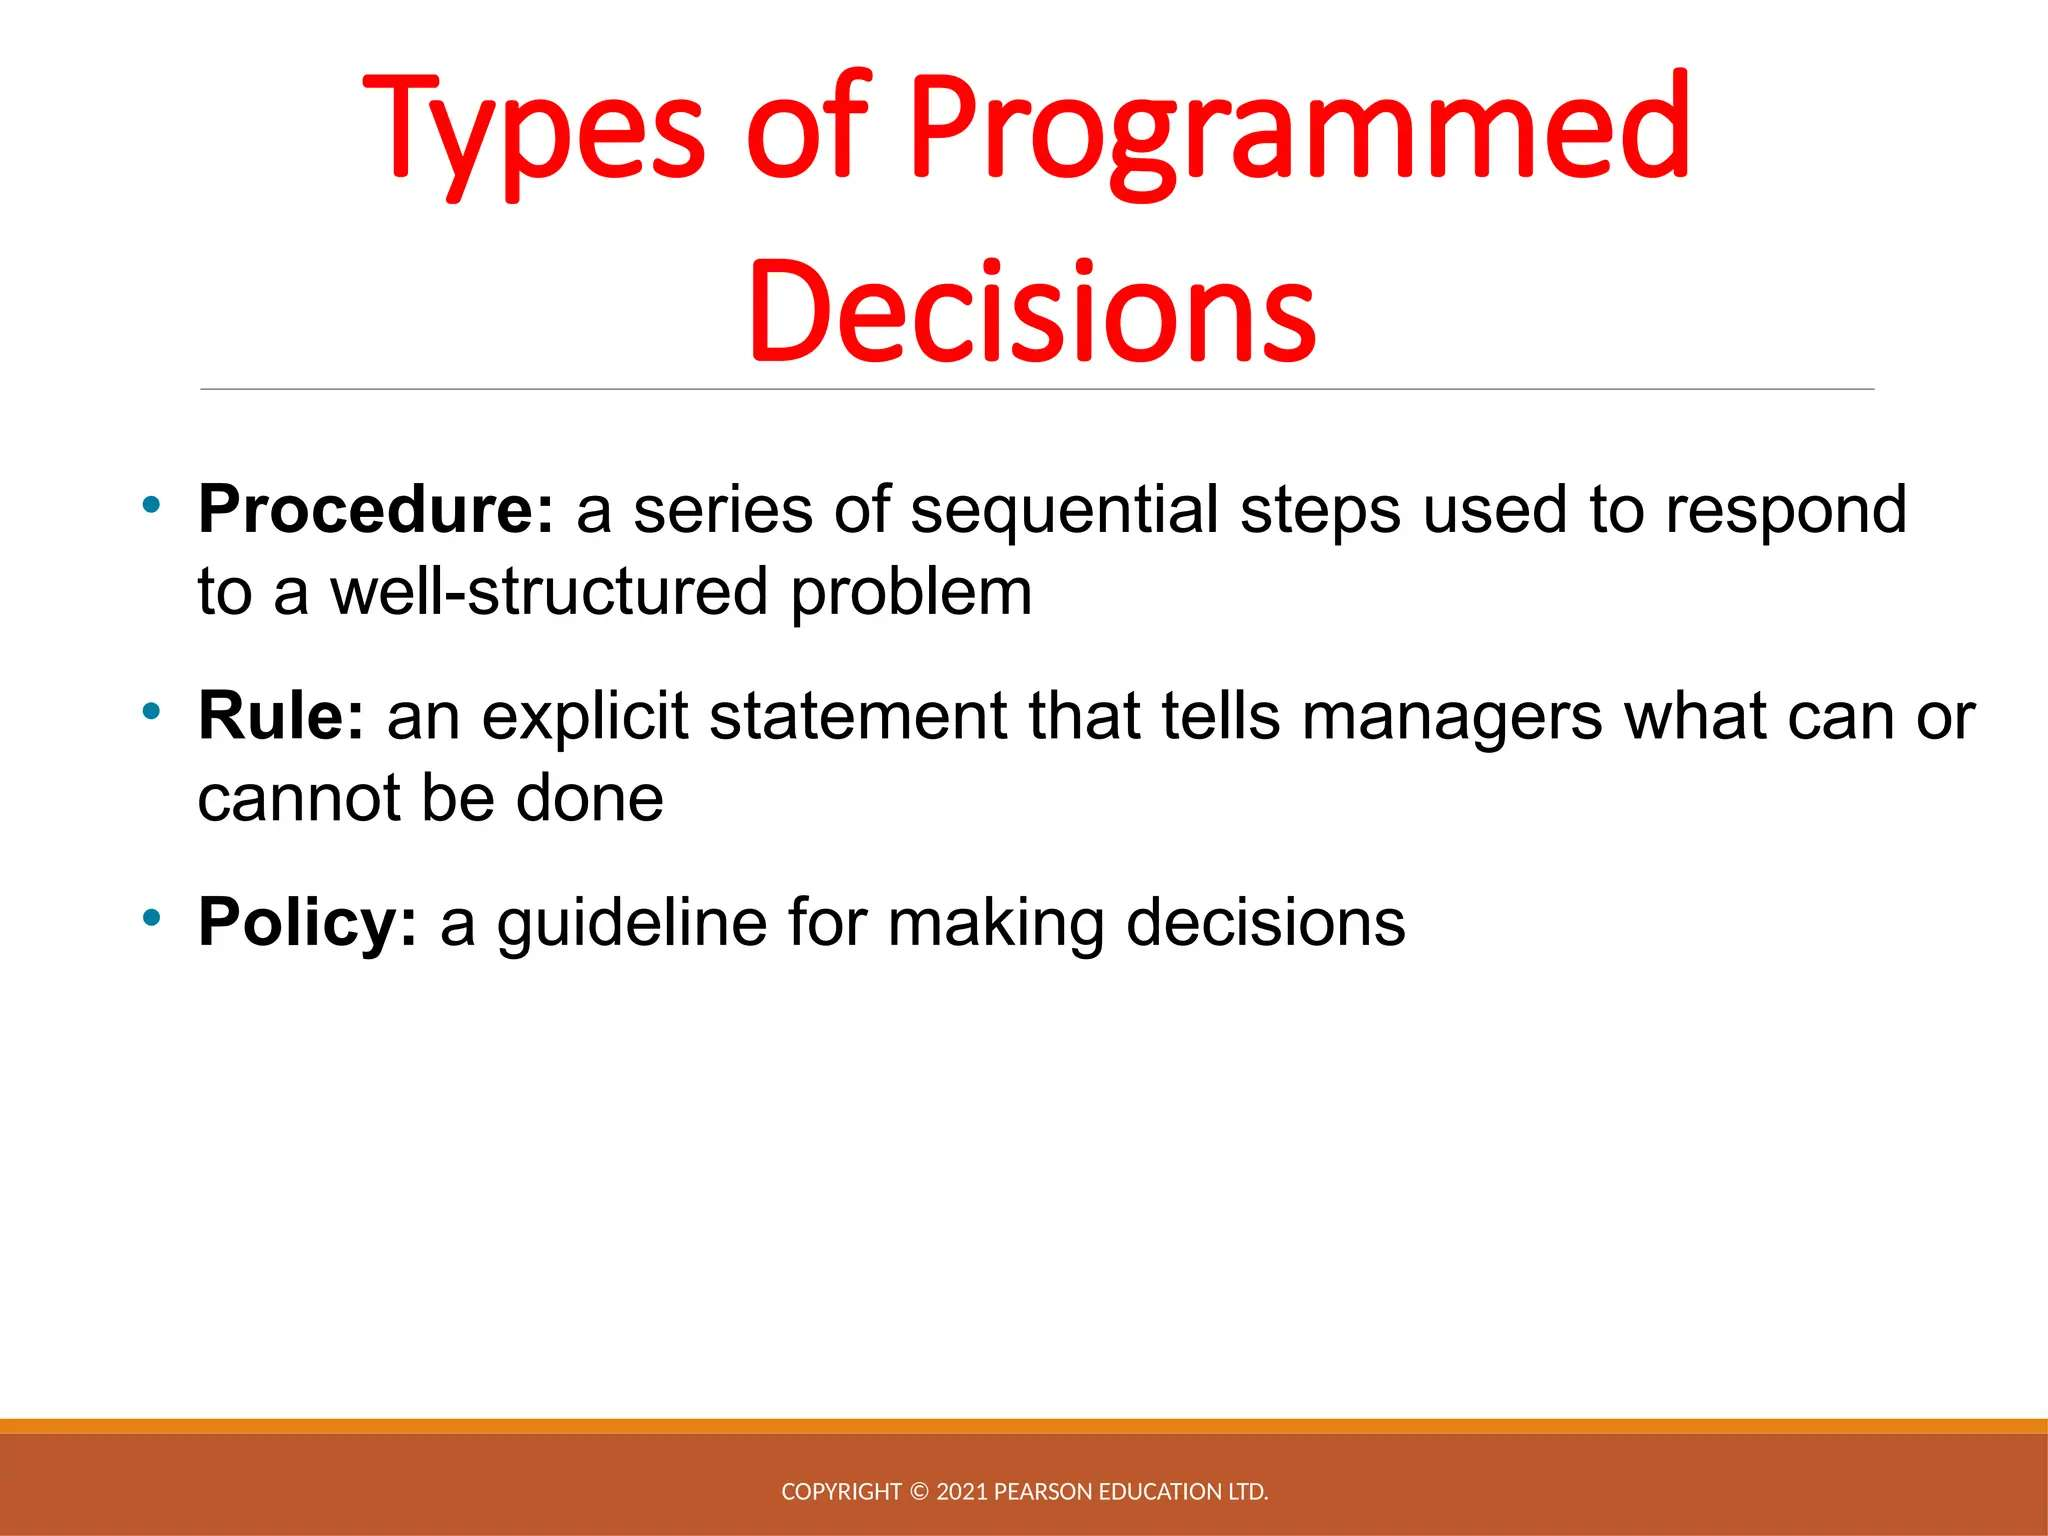 Types of Programmed
Decisions
• Procedure: a series of sequential steps used to respond
to a well-structured problem
• Rule: an explicit statement that tells managers what can or
cannot be done
• Policy: a guideline for making decisions
COPYRIGHT © 2021 PEARSON EDUCATION LTD.